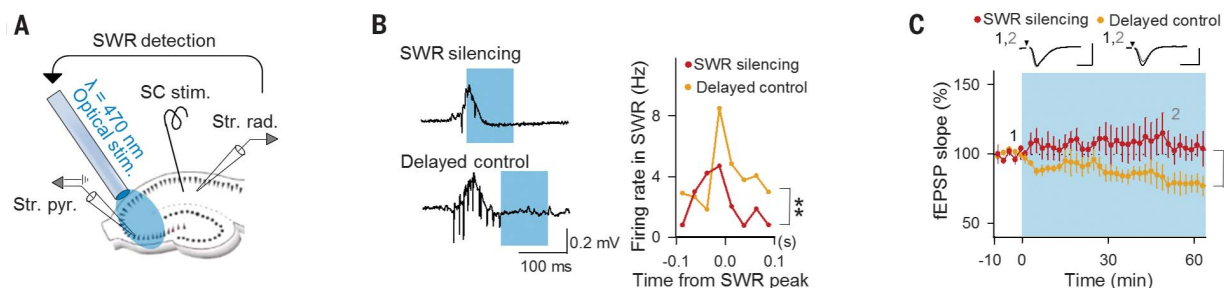 A
SWR detection
λ = 470 nm
Optical stim.
SC stim.
Str. rad.
Str. pyr.
B
SWR silencing
Delayed control
0.2 mV
100 ms
SWR silencing
Delayed control
Firing rate in SWR (Hz)
8
4
0
**
(s)
-0.1 0.0 0.1
Time from SWR peak
C
SWR silencing Delayed control
1,2 1,2
fEPSP slope (%)
150
100
50
1
2
-10 0 30 60
Time (min)